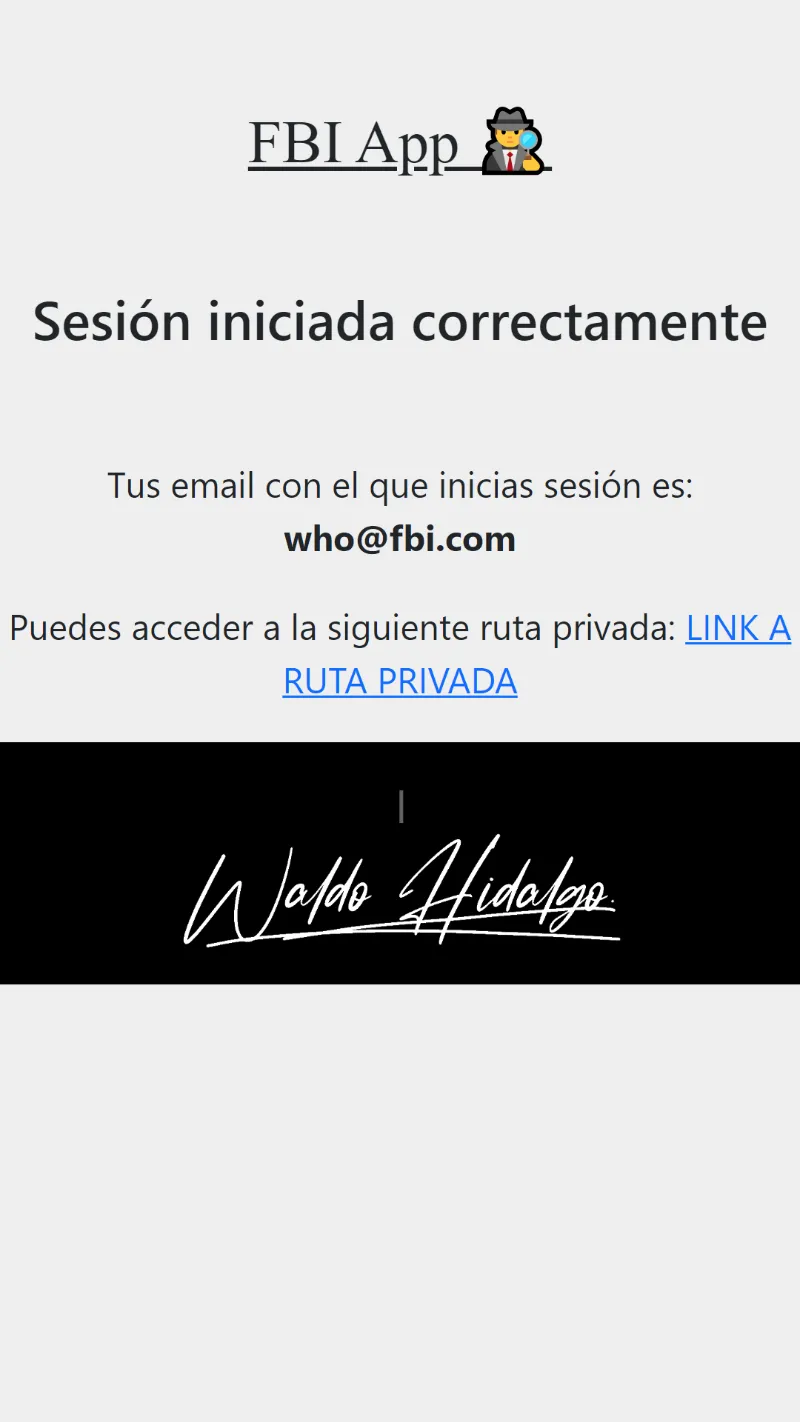 FBI App 🕵️
Sesión iniciada correctamente
Tus email con el que inicias sesión es:
who@fbi.com
Puedes acceder a la siguiente ruta privada: LINK A
RUTA PRIVADA
Waldo Hidalgo.